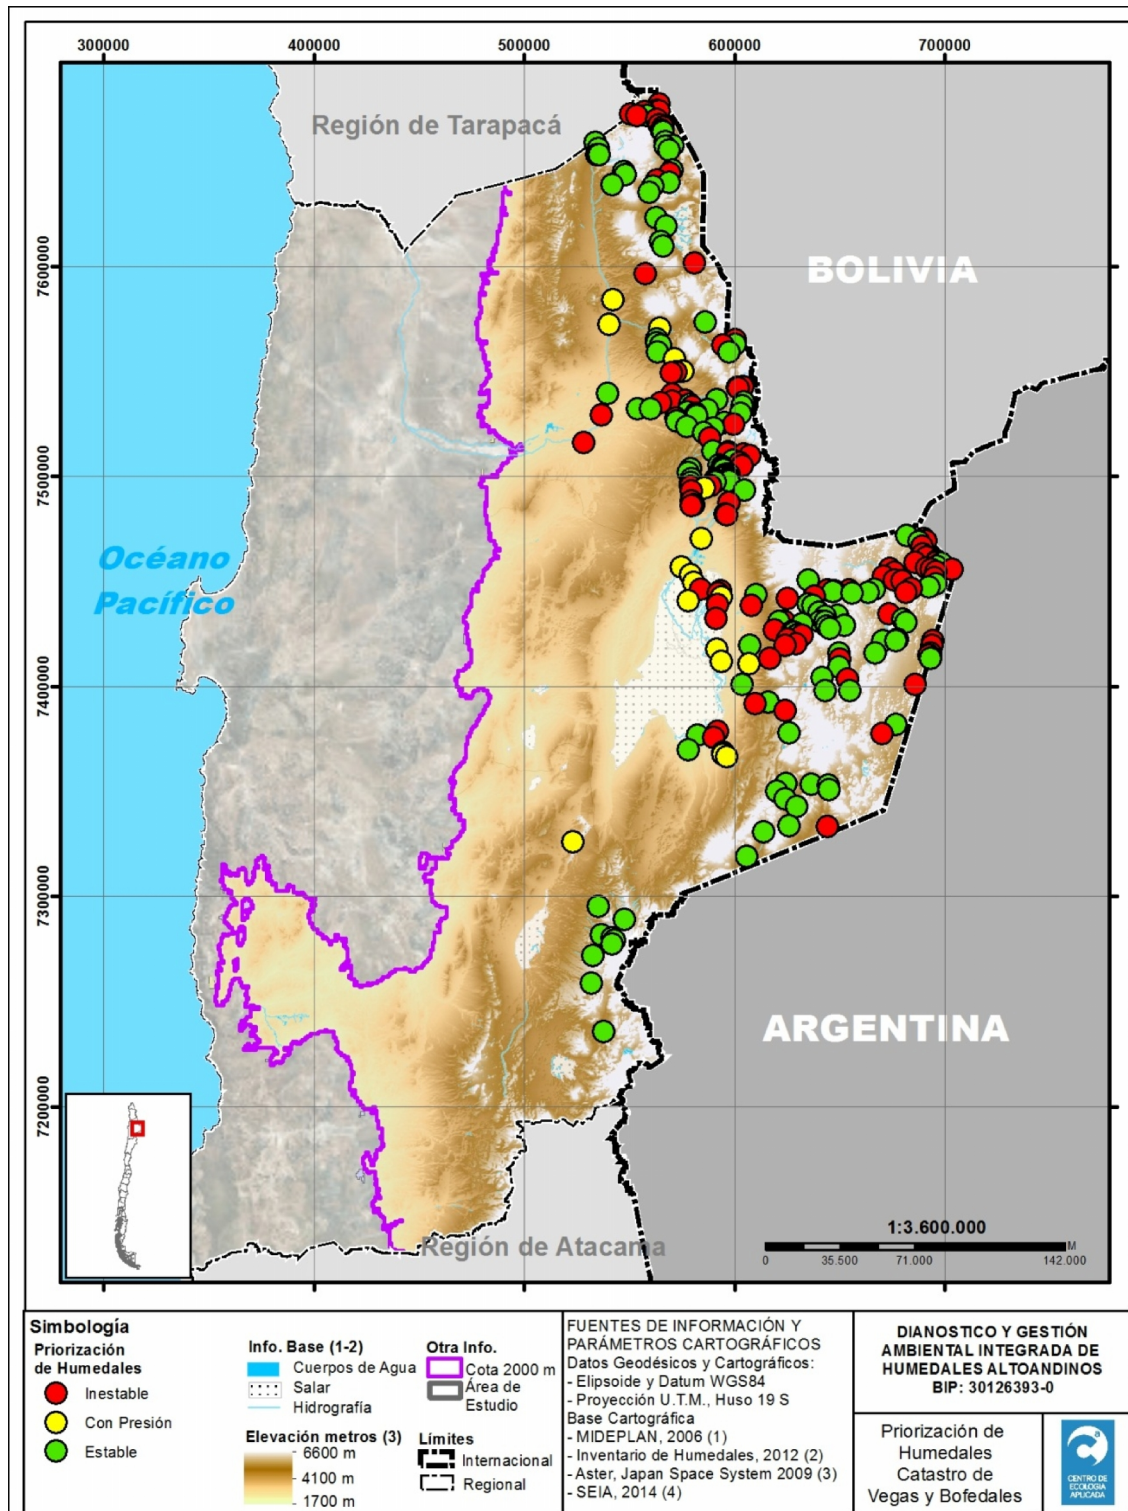 300000 400000 500000 600000 700000
Región de Tarapacá
7600000
BOLIVIA
7500000
Océano
Pacífico
7400000
7300000
ARGENTINA
7200000
1:3.600.000
Región de Atacama
M
0 35.500 71.000 142.000
Simbología
Priorización
de Humedales
Inestable
Con Presión
Estable
Info. Base (1-2)
Cuerpos de Agua
Salar
Hidrografía
Elevación metros (3)
6600 m
4100 m
1700 m
Otra Info.
Cota 2000 m
Área de
Estudio
Límites
Internacional
Regional
FUENTES DE INFORMACIÓN Y
PARÁMETROS CARTOGRÁFICOS
Datos Geodésicos y Cartográficos:
- Elipsoide y Datum WGS84
- Proyección U.T.M., Huso 19 S
Base Cartográfica
- MIDEPLAN, 2006 (1)
- Inventario de Humedales, 2012 (2)
- Aster, Japan Space System 2009 (3)
- SEIA, 2014 (4)
DIANOSTICO Y GESTIÓN
AMBIENTAL INTEGRADA DE
HUMEDALES ALTOANDINOS
BIP: 30126393-0
Priorización de
Humedales
Catastro de
Vegas y Bofedales
CENTRO DE
ECOLOGÍA
APLICADA